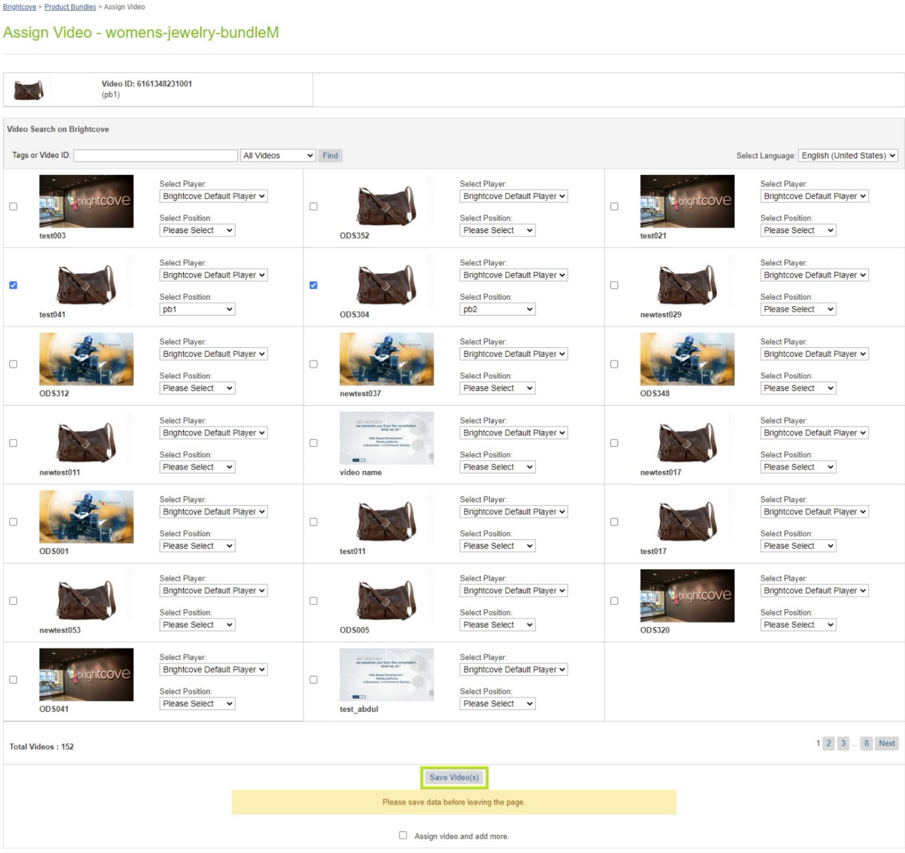 Brightcove > Product Bundles > Assign Video
Assign Video - womens-jewelry-bundleM
Video ID: 6161348231001
(pb1)
Video Search on Brightcove
Tags or Video ID: All Videos Find Select Language: English (United States)
brightcove Select Player: Select Player: brightcove Select Player:
Brightcove Default Player Brightcove Default Player Brightcove Default Player
Select Position: Select Position: Select Position:
Please Select Please Select Please Select
test003 ODS352 test021
Select Player: Select Player: Select Player:
Brightcove Default Player Brightcove Default Player Brightcove Default Player
Select Position: Select Position: Select Position:
pb1 pb2 Please Select
test041 ODS304 newtest029
Select Player: Select Player: Select Player:
Brightcove Default Player Brightcove Default Player Brightcove Default Player
Select Position: Select Position: Select Position:
Please Select Please Select Please Select
ODS312 newtest037 ODS348
Select Player: Select Player: Select Player:
Brightcove Default Player Brightcove Default Player Brightcove Default Player
Select Position: Select Position: Select Position:
Please Select Please Select Please Select
newtest011 video name newtest017
Select Player: Select Player: Select Player:
Brightcove Default Player Brightcove Default Player Brightcove Default Player
Select Position: Select Position: Select Position:
Please Select Please Select Please Select
ODS001 test011 test017
Select Player: Select Player: brightcove Select Player:
Brightcove Default Player Brightcove Default Player Brightcove Default Player
Select Position: Select Position: Select Position:
Please Select Please Select Please Select
newtest053 ODS005 ODS320
brightcove Select Player: Select Player:
Brightcove Default Player Brightcove Default Player
Select Position: Select Position:
Please Select Please Select
ODS041 test_abdul
Total Videos : 152 1 2 3 ... 8 Next
Save Video(s)
Please save data before leaving the page.
Assign video and add more.